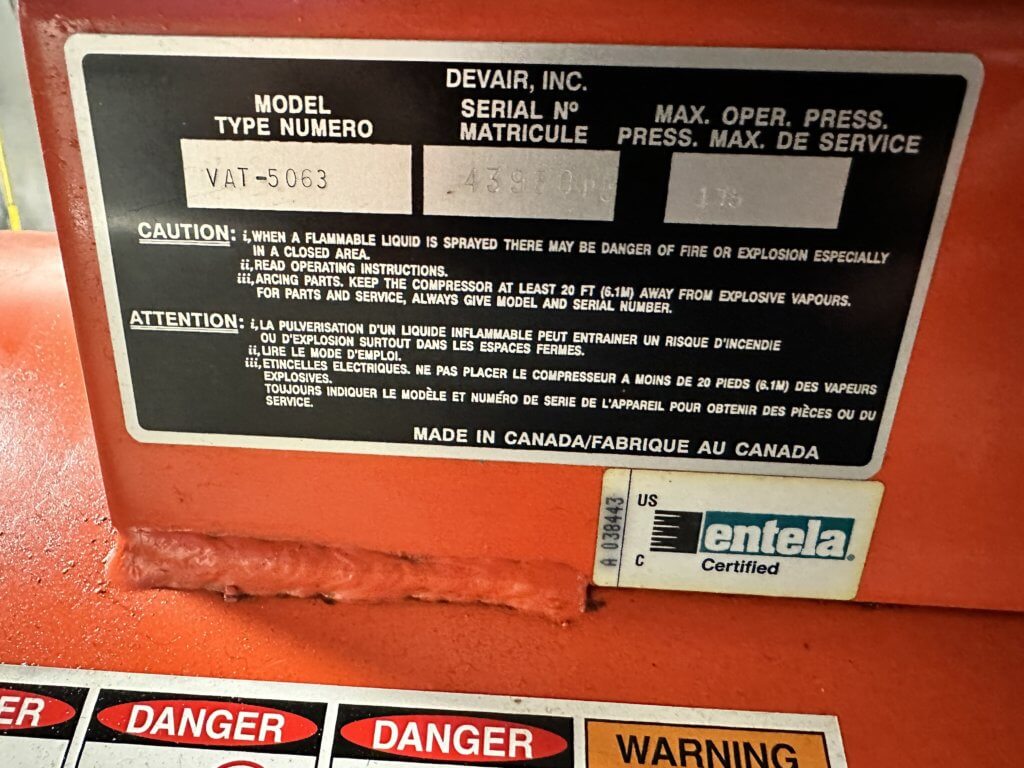 DEVAIR, INC.
MODEL
TYPE NUMERO
SERIAL Nº
MATRICULE
MAX. OPER. PRESS.
PRESS. MAX. DE SERVICE
VAT-5063
175
CAUTION: i, WHEN A FLAMMABLE LIQUID IS SPRAYED THERE MAY BE DANGER OF FIRE OR EXPLOSION ESPECIALLY
IN A CLOSED AREA.
ii, READ OPERATING INSTRUCTIONS.
iii, ARCING PARTS. KEEP THE COMPRESSOR AT LEAST 20 FT (6.1M) AWAY FROM EXPLOSIVE VAPOURS.
FOR PARTS AND SERVICE, ALWAYS GIVE MODEL AND SERIAL NUMBER.
ATTENTION: i, LA PULVERISATION D'UN LIQUIDE INFLAMMABLE PEUT ENTRAINER UN RISQUE D'INCENDIE
OU D'EXPLOSION SURTOUT DANS LES ESPACES FERMES.
ii, LIRE LE MODE D'EMPLOI.
iii, ETINCELLES ELECTRIQUES. NE PAS PLACER LE COMPRESSEUR A MOINS DE 20 PIEDS (6.1M) DES VAPEURS
EXPLOSIVES.
TOUJOURS INDIQUER LE MODÈLE ET NUMÉRO DE SERIE DE L'APPAREIL POUR OBTENIR DES PIÈCES OU DU
SERVICE.
MADE IN CANADA/FABRIQUE AU CANADA
A 038443
US
C
entela®
Certified
DANGER
DANGER
WARNING